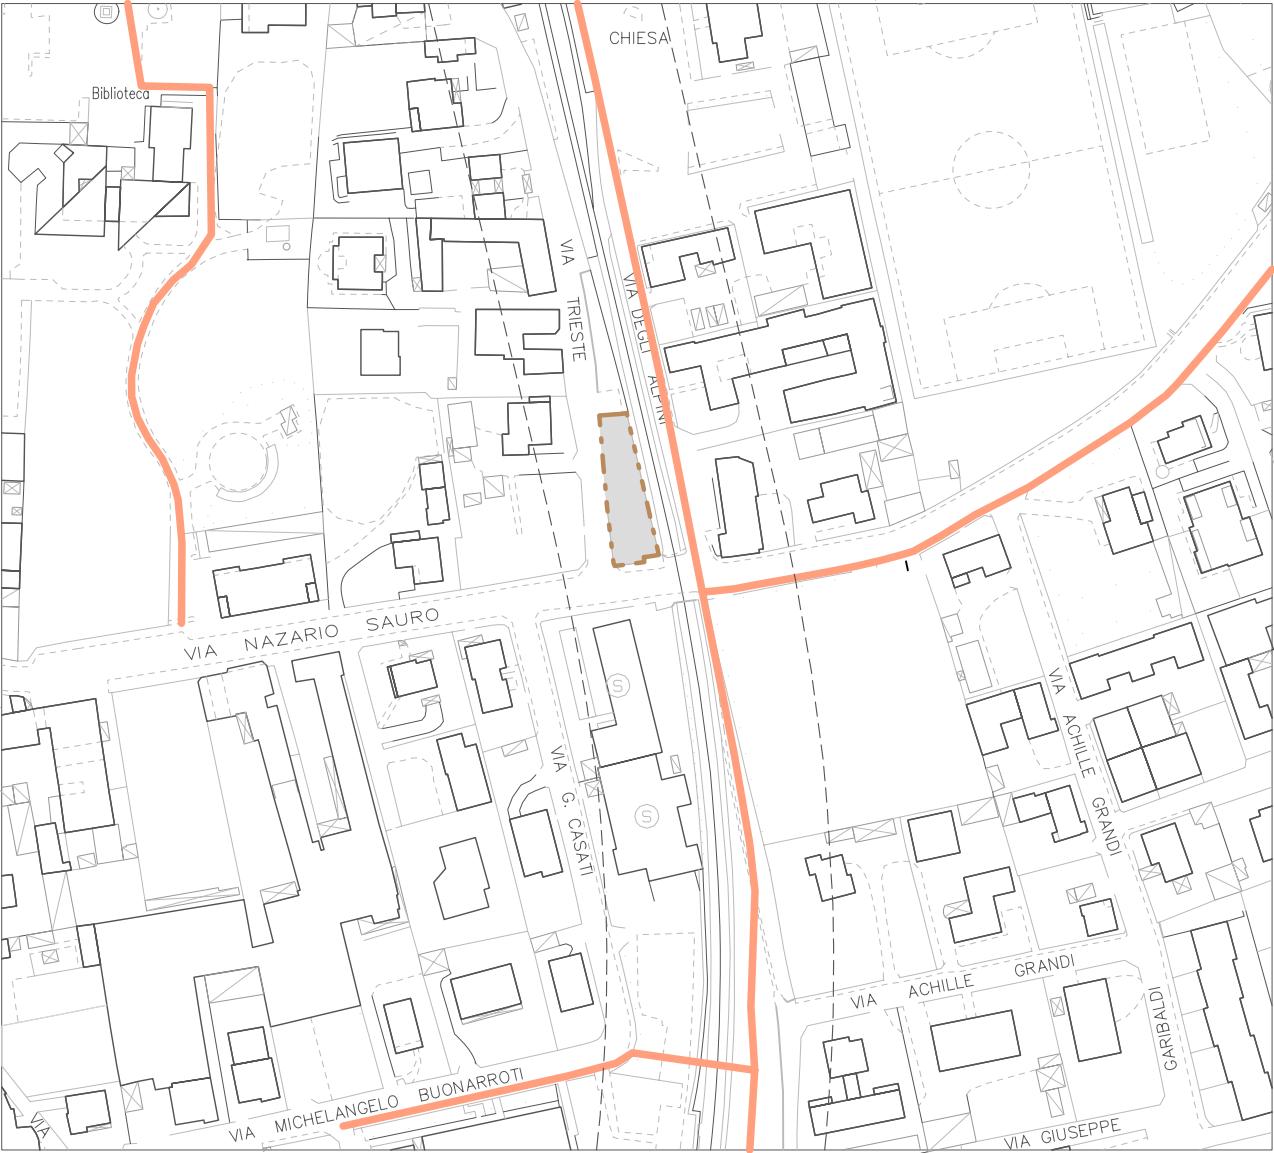 CHIESA
Biblioteca
VIA TRIESTE
VIA DEGLI ALPINI
VIA NAZARIO SAURO
S
VIA G. CASATI
S
VIA ACHILLE GRANDI
VIA ACHILLE GRANDI
GARIBALDI
VIA MICHELANGELO BUONARROTI
VIA GIUSEPPE
VIA